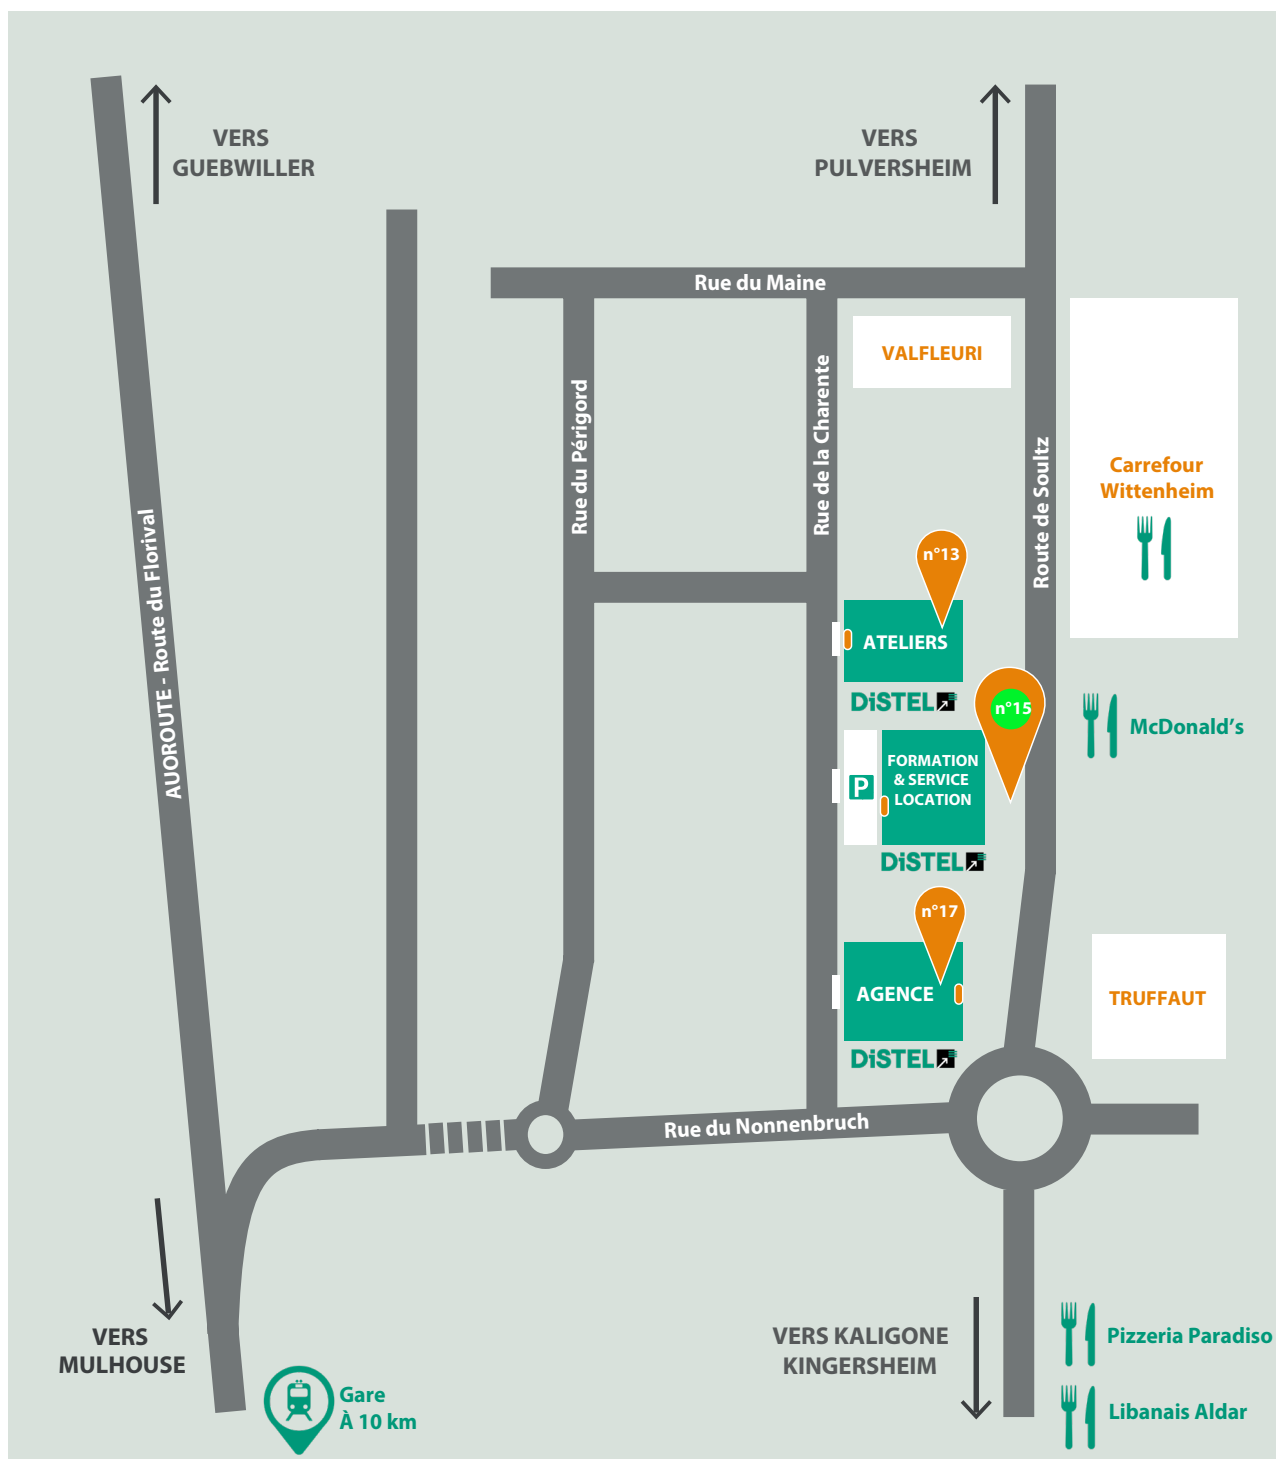 VERS
GUEBWILLER
VERS
PULVERSHEIM
Rue du Maine
VALFLEURI
Rue du Périgord
Rue de la Charente
Route de Soultz
Carrefour
Wittenheim
AUOROUTE - Route du Florival
n°13
ATELIERS
DiSTEL
n°15
McDonald's
FORMATION
& SERVICE
LOCATION
P
DiSTEL
n°17
AGENCE
TRUFFAUT
DiSTEL
Rue du Nonnenbruch
VERS
MULHOUSE
VERS KALIGONE
KINGERSHEIM
Pizzeria Paradiso
Gare
À 10 km
Libanais Aldar